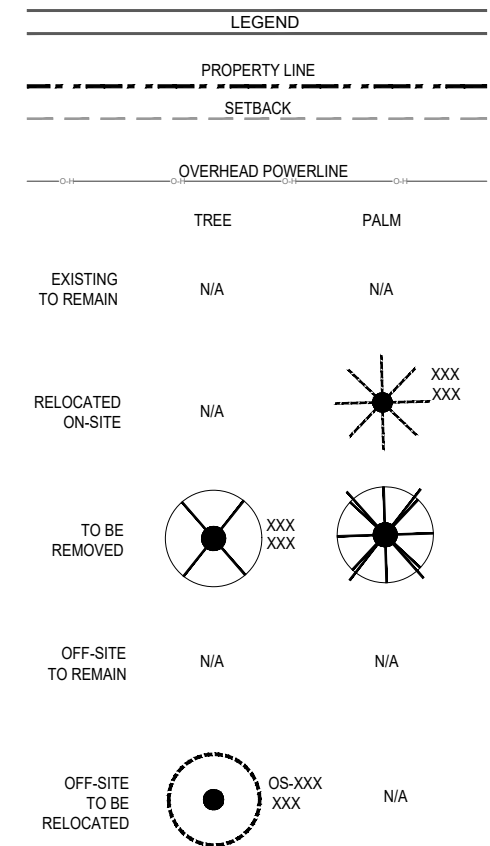 LEGEND
PROPERTY LINE
SETBACK
OVERHEAD POWERLINE
O-H O-H O-H O-H
TREE PALM
EXISTING
TO REMAIN N/A N/A
RELOCATED
ON-SITE N/A XXX
XXX
TO BE
REMOVED XXX
XXX
OFF-SITE
TO REMAIN N/A N/A
OFF-SITE
TO BE
RELOCATED OS-XXX
XXX N/A